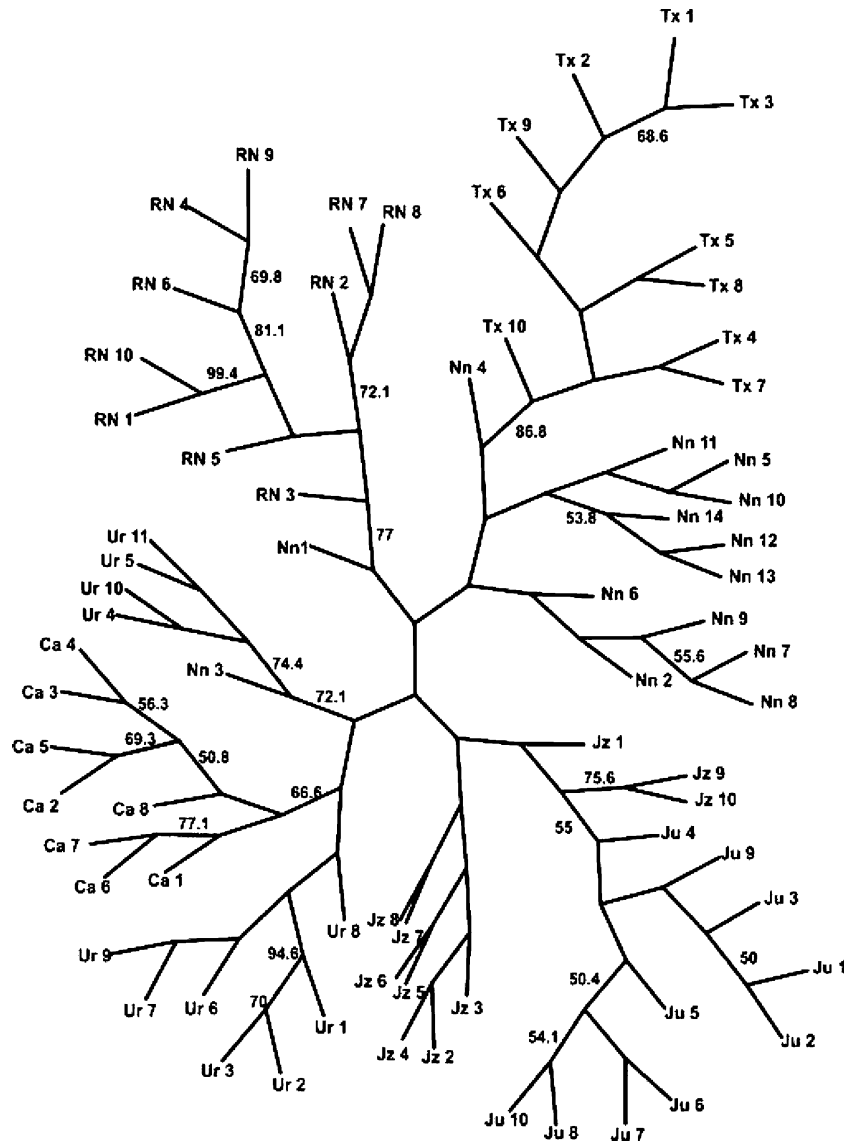 Tx 1
Tx 2
Tx 3
68.6
Tx 9
RN 9
RN 7
RN 8
RN 4
Tx 6
Tx 5
69.8
RN 6
RN 2
Tx 8
81.1
Tx 10
Tx 4
RN 10
99.4
72.1
Nn 4
Tx 7
RN 1
86.8
Nn 11
RN 5
Nn 5
RN 3
Nn 10
53.8
Nn 14
Ur 11
77
Nn1
Nn 12
Ur 5
Nn 13
Ur 10
Nn 6
Ur 4
Nn 9
Ca 4
74.4
Nn 3
55.6
Nn 7
Ca 3
72.1
Nn 2
Nn 8
56.3
Ca 5
69.3
50.8
Jz 1
Ca 2
66.6
75.6
Jz 9
Ca 8
Jz 10
77.1
55
Ju 4
Ca 7
Ju 9
Ca 6
Ca 1
Ju 3
Jz 8
Ur 8
Jz 7
Ur 9
94.6
50
Ju 1
Jz 6
50.4
Ur 7
Ur 6
70
Jz 5
Jz 3
Ju 5
Ur 1
54.1
Ju 2
Jz 4
Jz 2
Ur 3
Ur 2
Ju 6
Ju 10
Ju 8
Ju 7